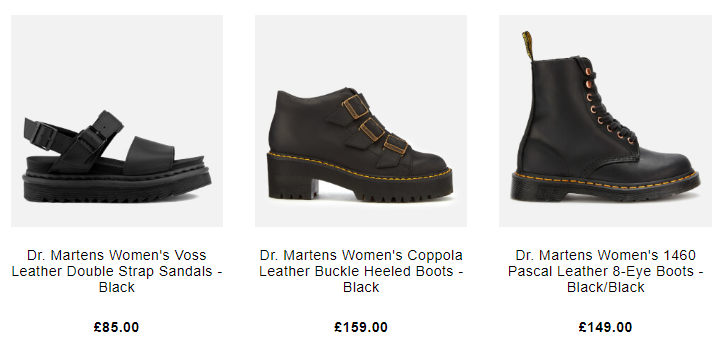 Dr. Martens Women's Voss
Leather Double Strap Sandals -
Black
£85.00
Dr. Martens Women's Coppola
Leather Buckle Heeled Boots -
Black
£159.00
Dr. Martens Women's 1460
Pascal Leather 8-Eye Boots -
Black/Black
£149.00